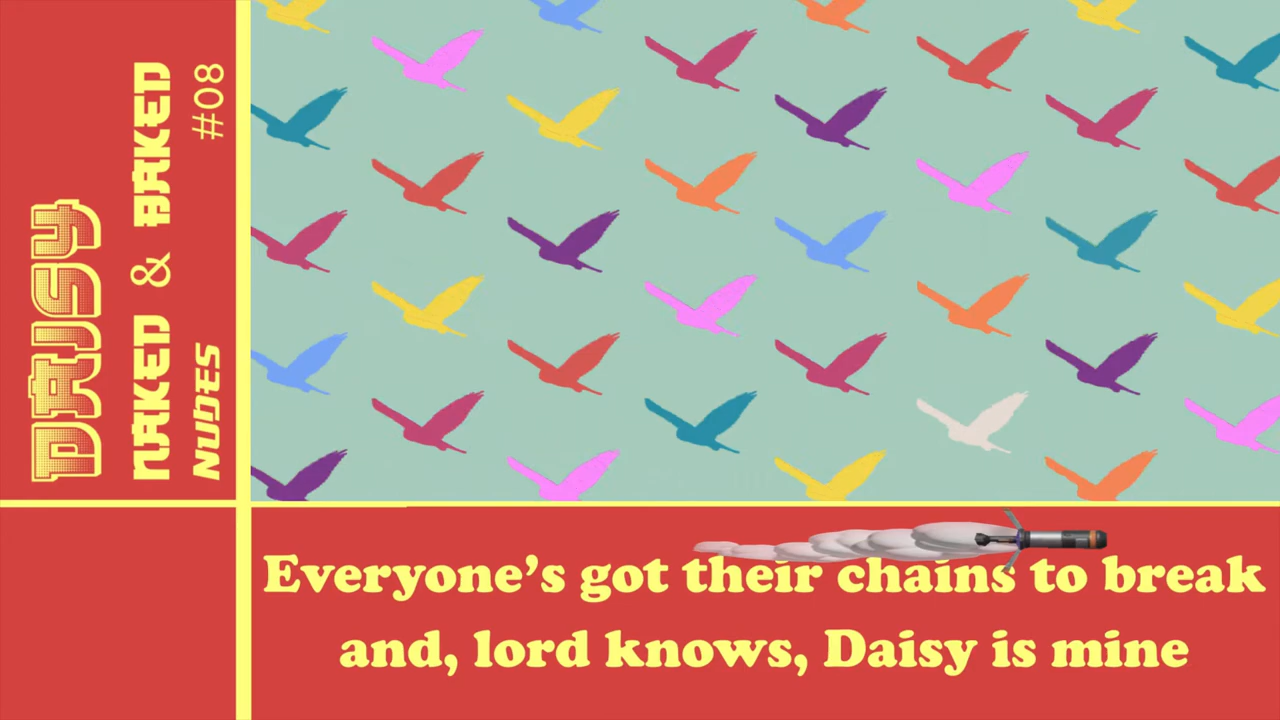 DAISY
NAKED & BAKED
NUDES #08
Everyone's got their chains to break
and, lord knows, Daisy is mine